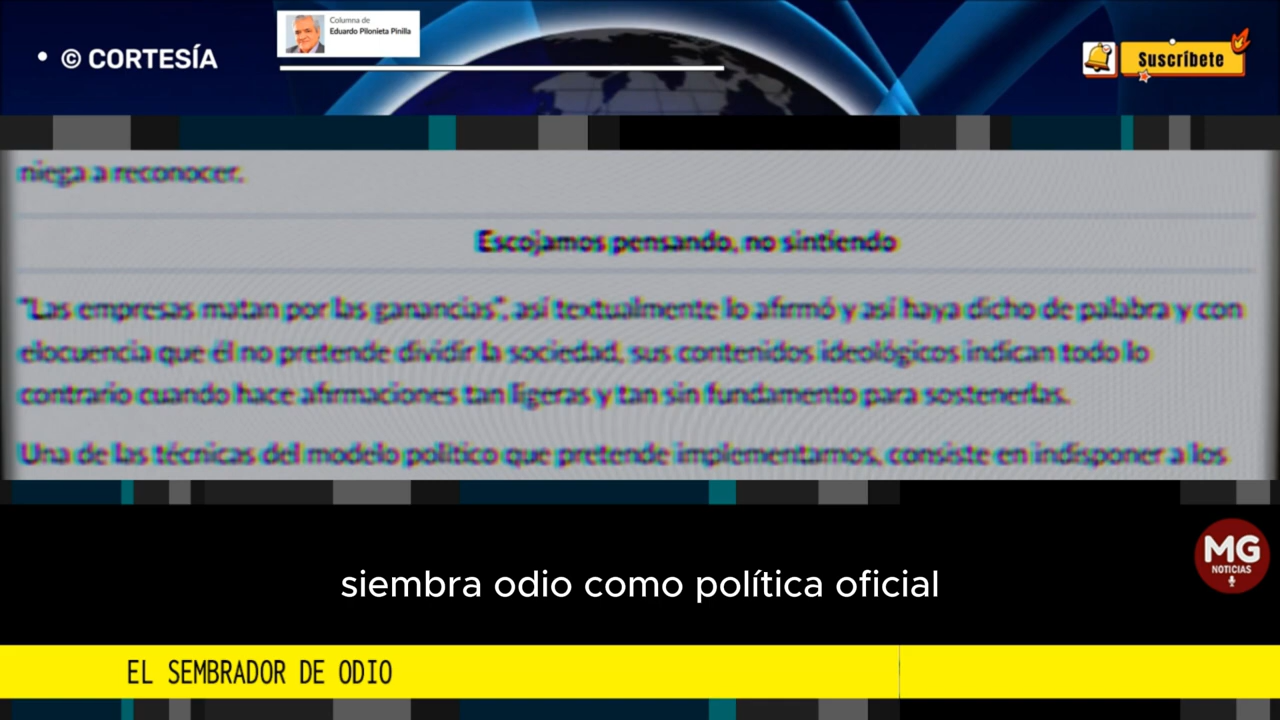 © CORTESÍA
Columna de
Eduardo Pilonieta Pinilla
Suscríbete
niega a reconocer.
Escojamos pensando, no sintiendo
"Las empresas matan por las ganancias", así textualmente lo afirmó y así haya dicho de palabra y con
elocuencia que él no pretende dividir la sociedad, sus contenidos ideológicos indican todo lo
contrario cuando hace afirmaciones tan ligeras y tan sin fundamento para sostenerlas.
Una de las técnicas del modelo político que pretende implementarnos, consiste en indisponer a los
MG
NOTICIAS
siembra odio como política oficial
EL SEMBRADOR DE ODIO